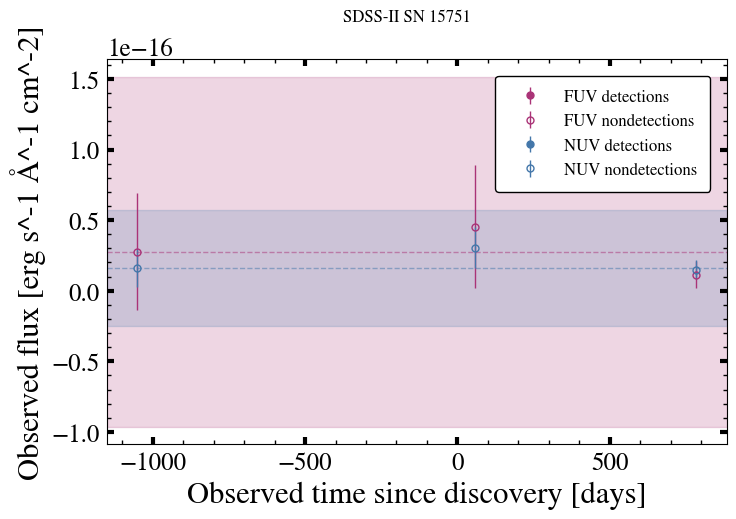 SDSS-II SN 15751
1e−16
Observed flux [erg s^-1 Å^-1 cm^-2]
1.5
1.0
0.5
0.0
−0.5
−1.0
FUV detections
FUV nondetections
NUV detections
NUV nondetections
−1000
−500
0
500
Observed time since discovery [days]